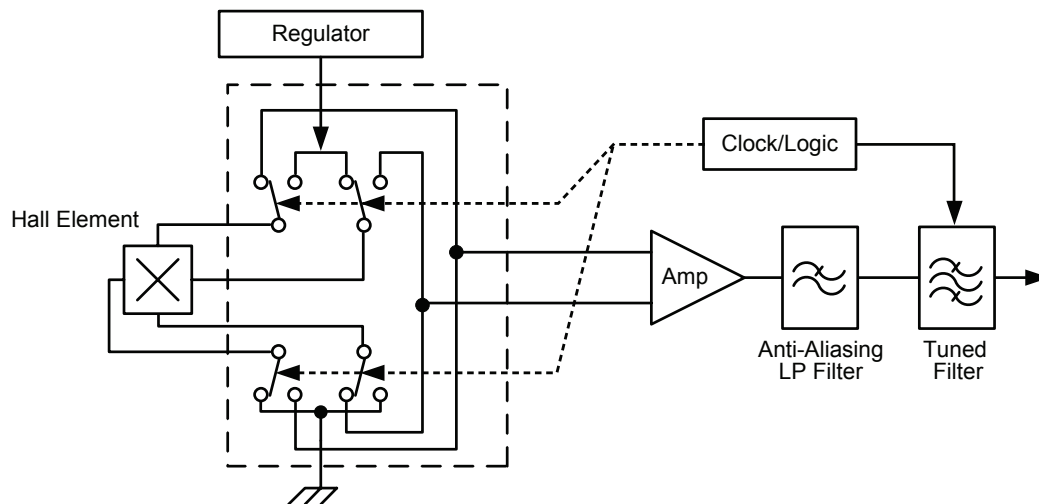 Regulator
Clock/Logic
Hall Element
Amp
Anti-Aliasing
LP Filter
Tuned
Filter